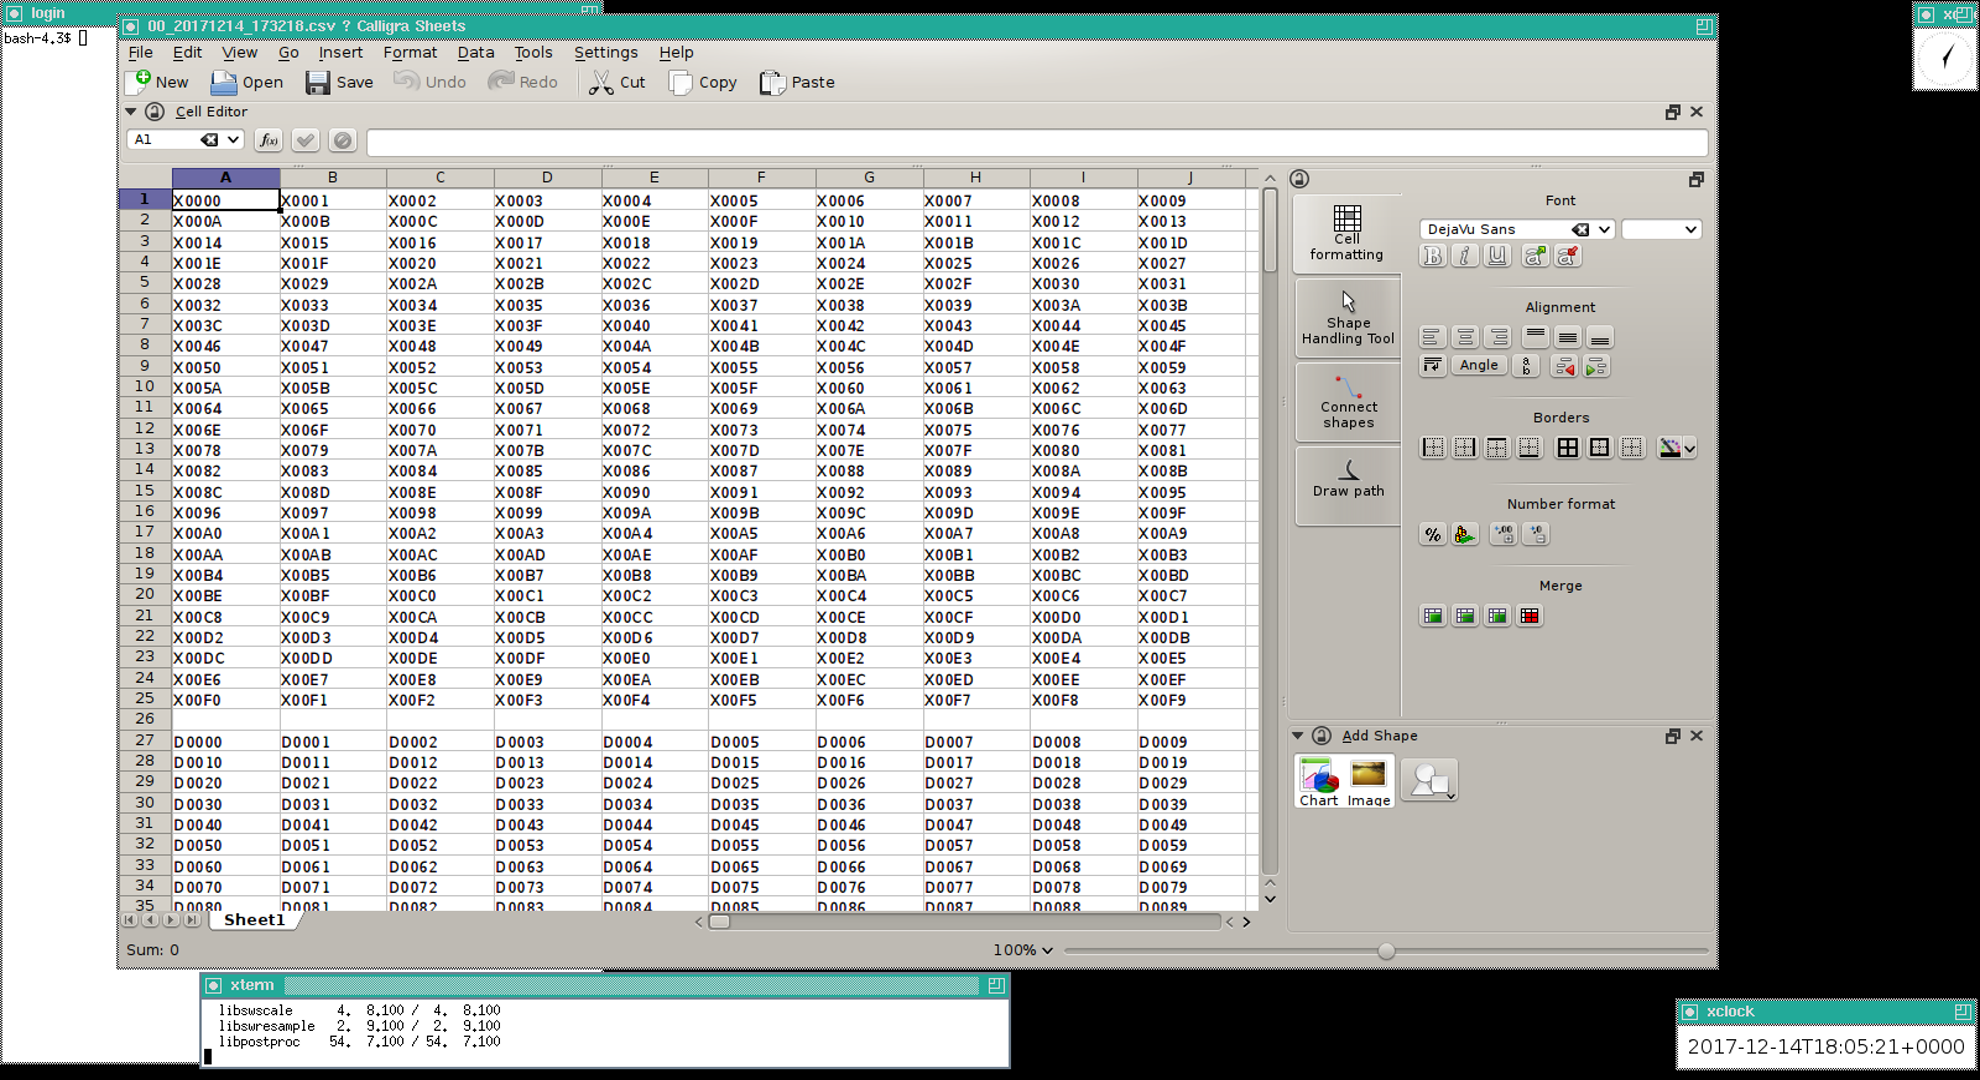 login
bash-4.3$
00_20171214_173218.csv ? Calligra Sheets
File Edit View Go Insert Format Data Tools Settings Help
New Open Save Undo Redo Cut Copy Paste
Cell Editor
A1 f(x)
A B C D E F G H I J
1 X0000 X0001 X0002 X0003 X0004 X0005 X0006 X0007 X0008 X0009
2 X000A X000B X000C X000D X000E X000F X0010 X0011 X0012 X0013
3 X0014 X0015 X0016 X0017 X0018 X0019 X001A X001B X001C X001D
4 X001E X001F X0020 X0021 X0022 X0023 X0024 X0025 X0026 X0027
5 X0028 X0029 X002A X002B X002C X002D X002E X002F X0030 X0031
6 X0032 X0033 X0034 X0035 X0036 X0037 X0038 X0039 X003A X003B
7 X003C X003D X003E X003F X0040 X0041 X0042 X0043 X0044 X0045
8 X0046 X0047 X0048 X0049 X004A X004B X004C X004D X004E X004F
9 X0050 X0051 X0052 X0053 X0054 X0055 X0056 X0057 X0058 X0059
10 X005A X005B X005C X005D X005E X005F X0060 X0061 X0062 X0063
11 X0064 X0065 X0066 X0067 X0068 X0069 X006A X006B X006C X006D
12 X006E X006F X0070 X0071 X0072 X0073 X0074 X0075 X0076 X0077
13 X0078 X0079 X007A X007B X007C X007D X007E X007F X0080 X0081
14 X0082 X0083 X0084 X0085 X0086 X0087 X0088 X0089 X008A X008B
15 X008C X008D X008E X008F X0090 X0091 X0092 X0093 X0094 X0095
16 X0096 X0097 X0098 X0099 X009A X009B X009C X009D X009E X009F
17 X00A0 X00A1 X00A2 X00A3 X00A4 X00A5 X00A6 X00A7 X00A8 X00A9
18 X00AA X00AB X00AC X00AD X00AE X00AF X00B0 X00B1 X00B2 X00B3
19 X00B4 X00B5 X00B6 X00B7 X00B8 X00B9 X00BA X00BB X00BC X00BD
20 X00BE X00BF X00C0 X00C1 X00C2 X00C3 X00C4 X00C5 X00C6 X00C7
21 X00C8 X00C9 X00CA X00CB X00CC X00CD X00CE X00CF X00D0 X00D1
22 X00D2 X00D3 X00D4 X00D5 X00D6 X00D7 X00D8 X00D9 X00DA X00DB
23 X00DC X00DD X00DE X00DF X00E0 X00E1 X00E2 X00E3 X00E4 X00E5
24 X00E6 X00E7 X00E8 X00E9 X00EA X00EB X00EC X00ED X00EE X00EF
25 X00F0 X00F1 X00F2 X00F3 X00F4 X00F5 X00F6 X00F7 X00F8 X00F9
26
27 D0000 D0001 D0002 D0003 D0004 D0005 D0006 D0007 D0008 D0009
28 D0010 D0011 D0012 D0013 D0014 D0015 D0016 D0017 D0018 D0019
29 D0020 D0021 D0022 D0023 D0024 D0025 D0026 D0027 D0028 D0029
30 D0030 D0031 D0032 D0033 D0034 D0035 D0036 D0037 D0038 D0039
31 D0040 D0041 D0042 D0043 D0044 D0045 D0046 D0047 D0048 D0049
32 D0050 D0051 D0052 D0053 D0054 D0055 D0056 D0057 D0058 D0059
33 D0060 D0061 D0062 D0063 D0064 D0065 D0066 D0067 D0068 D0069
34 D0070 D0071 D0072 D0073 D0074 D0075 D0076 D0077 D0078 D0079
35 D0080 D0081 D0082 D0083 D0084 D0085 D0086 D0087 D0088 D0089
Sheet1
Sum: 0
100%
Cell
formatting
Shape
Handling Tool
Connect
shapes
Draw path
Font
DejaVu Sans
B i U a a
Alignment
Angle a
b
Borders
Number format
%
Merge
Add Shape
Chart Image
xterm
libswscale 4. 8.100 / 4. 8.100
libswresample 2. 9.100 / 2. 9.100
libpostproc 54. 7.100 / 54. 7.100
xclock
2017-12-14T18:05:21+0000